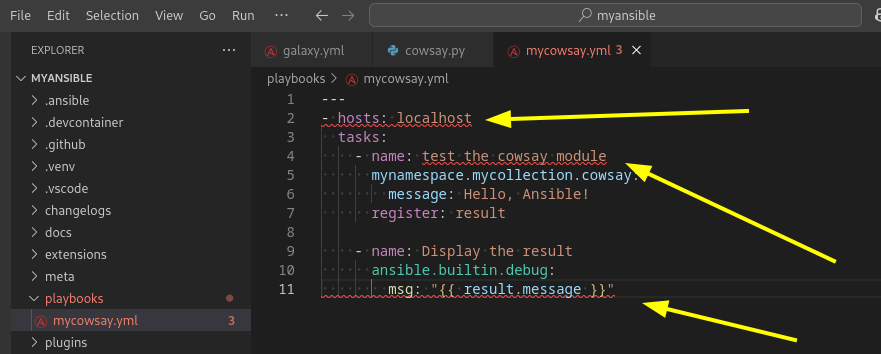 File Edit Selection View Go Run ··· ← → myansible
EXPLORER ··· galaxy.yml cowsay.py mycowsay.yml 3 ×
MYANSIBLE
playbooks > mycowsay.yml
> .ansible
> .devcontainer
> .github
> .venv
> .vscode
> changelogs
> docs
> extensions
> meta
playbooks
mycowsay.yml 3
> plugins
1 ---
2 - hosts: localhost
3 tasks:
4 - name: test the cowsay module
5 mynamespace.mycollection.cowsay:
6 message: Hello, Ansible!
7 register: result
8
9 - name: Display the result
10 ansible.builtin.debug:
11 msg: "{{ result.message }}"